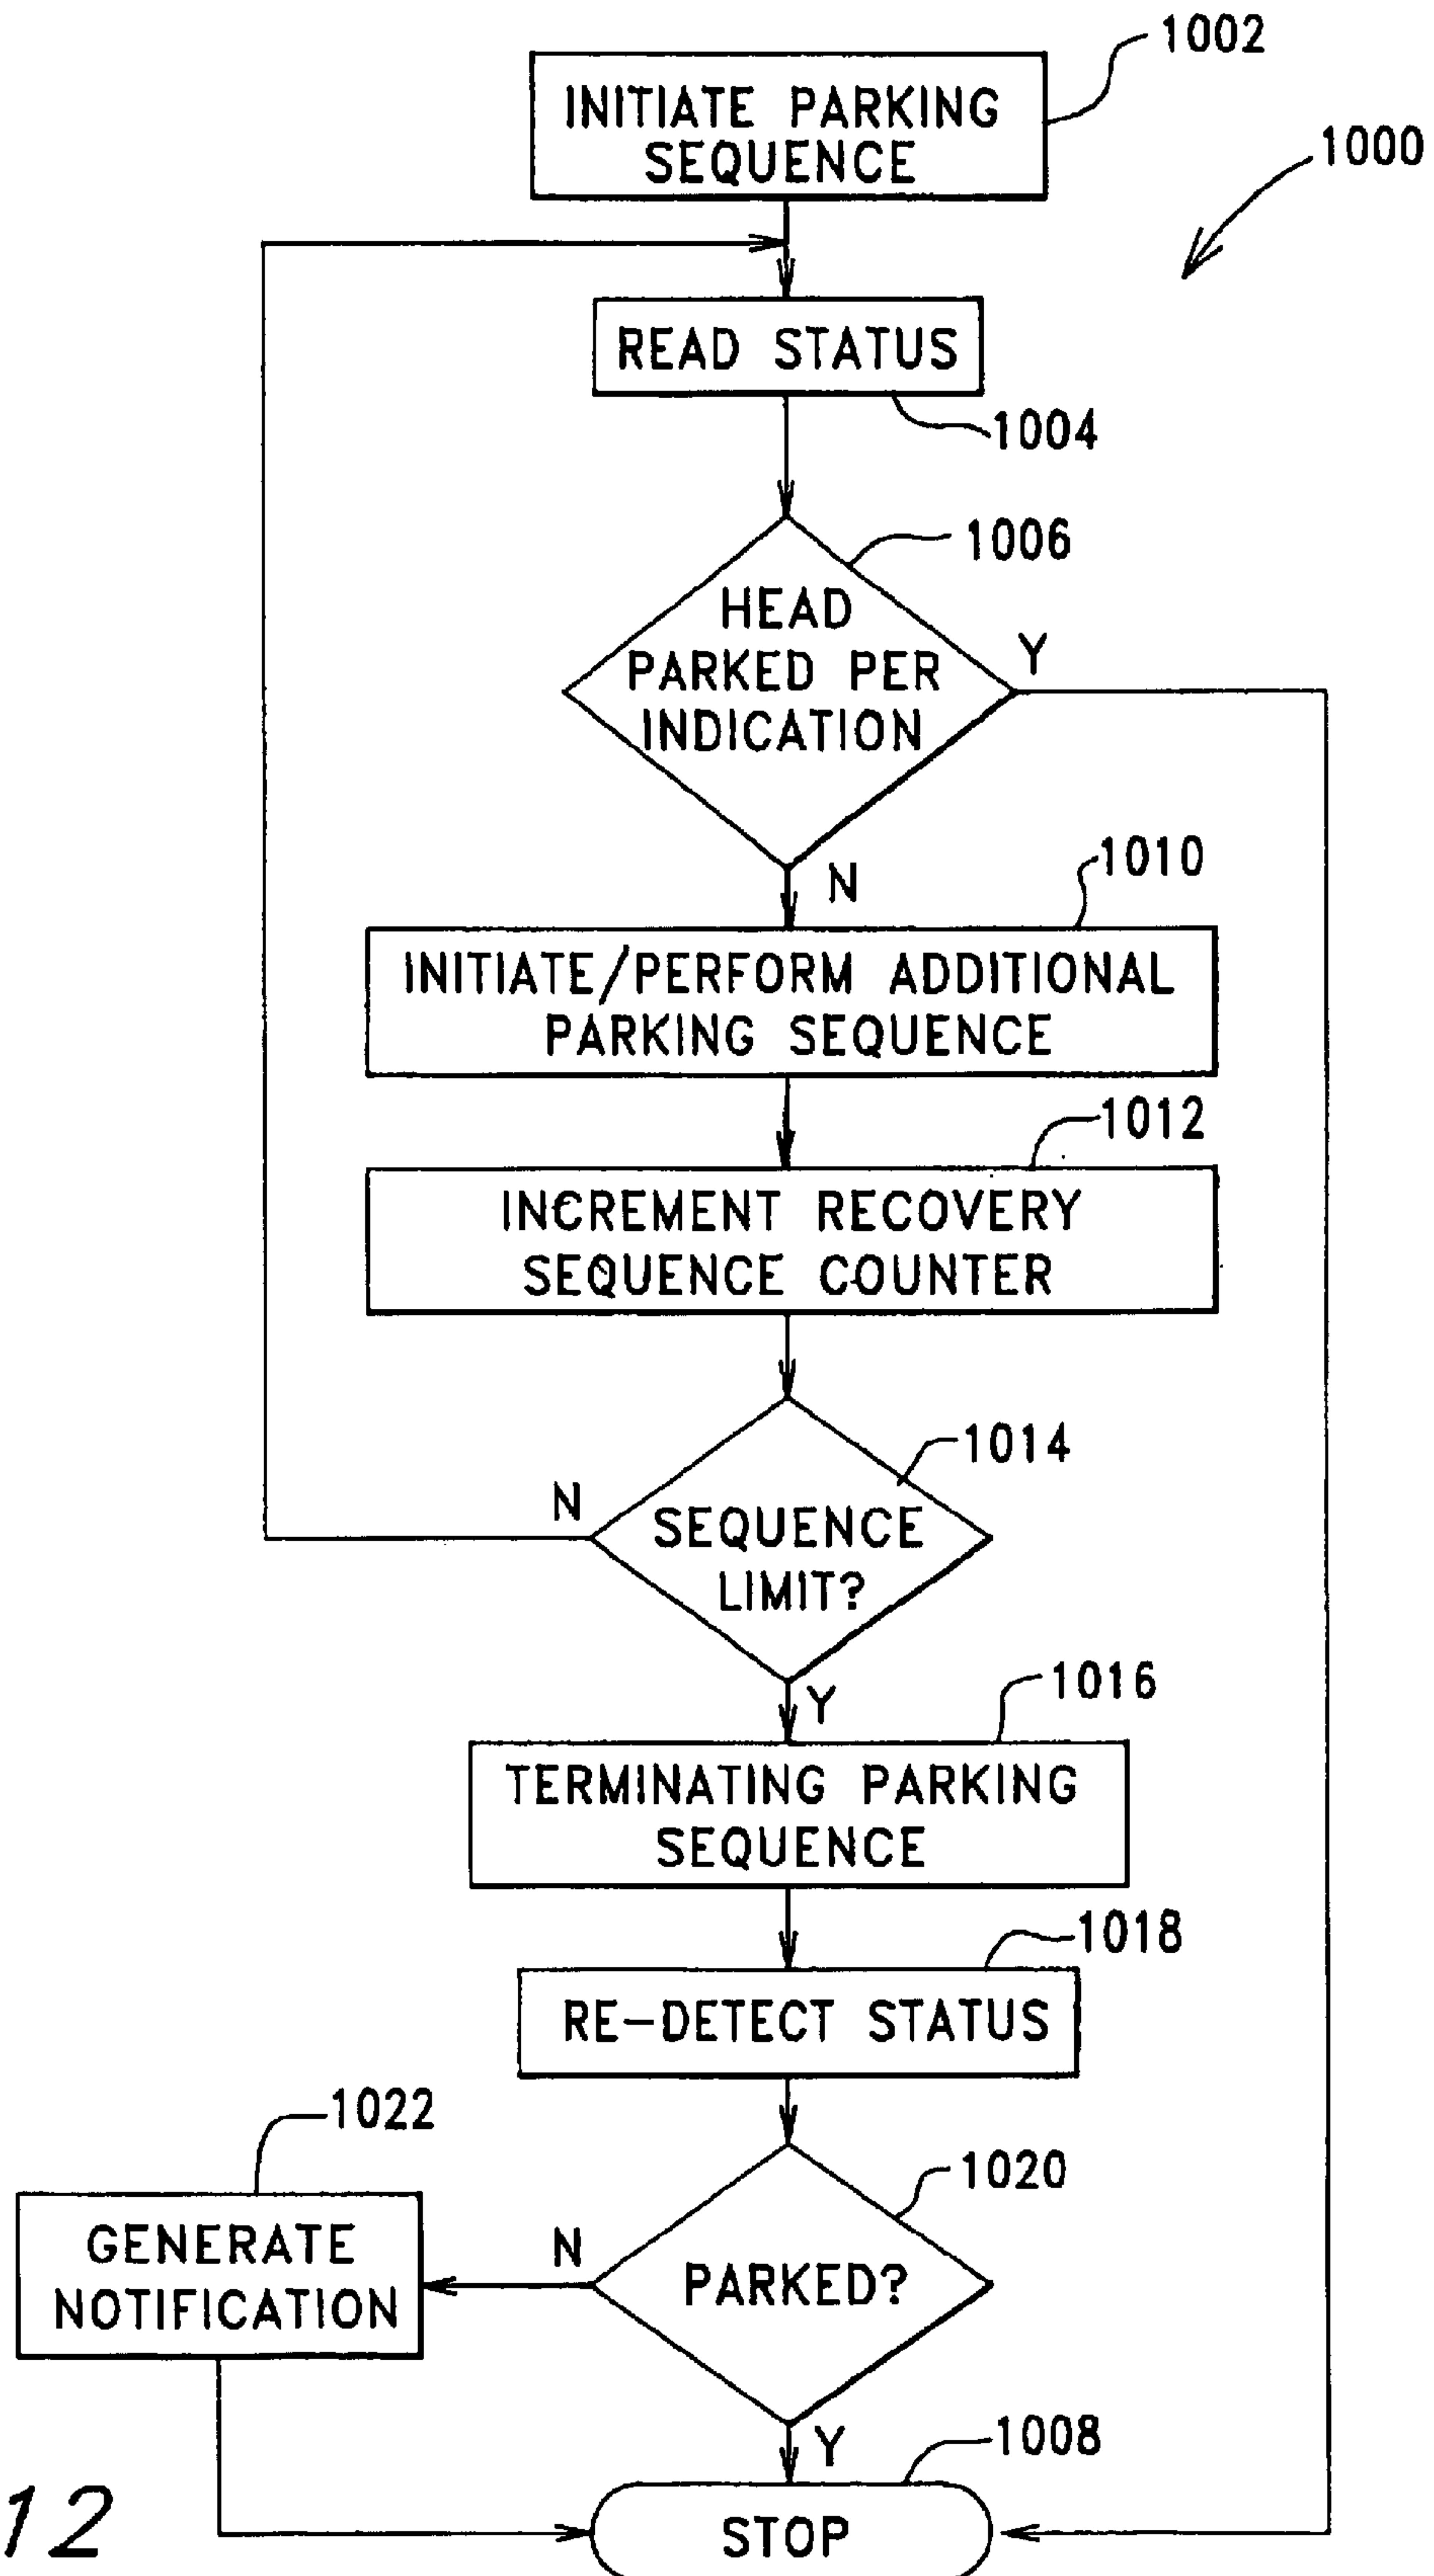 1002
INITIATE PARKING
SEQUENCE
1000
READ STATUS
1004
1006
HEAD
PARKED PER
INDICATION
Y
N
1010
INITIATE/PERFORM ADDITIONAL
PARKING SEQUENCE
1012
INCREMENT RECOVERY
SEQUENCE COUNTER
1014
N
SEQUENCE
LIMIT?
Y
1016
TERMINATING PARKING
SEQUENCE
1018
RE-DETECT STATUS
1022
1020
GENERATE
NOTIFICATION
N
PARKED?
Y
1008
STOP
12